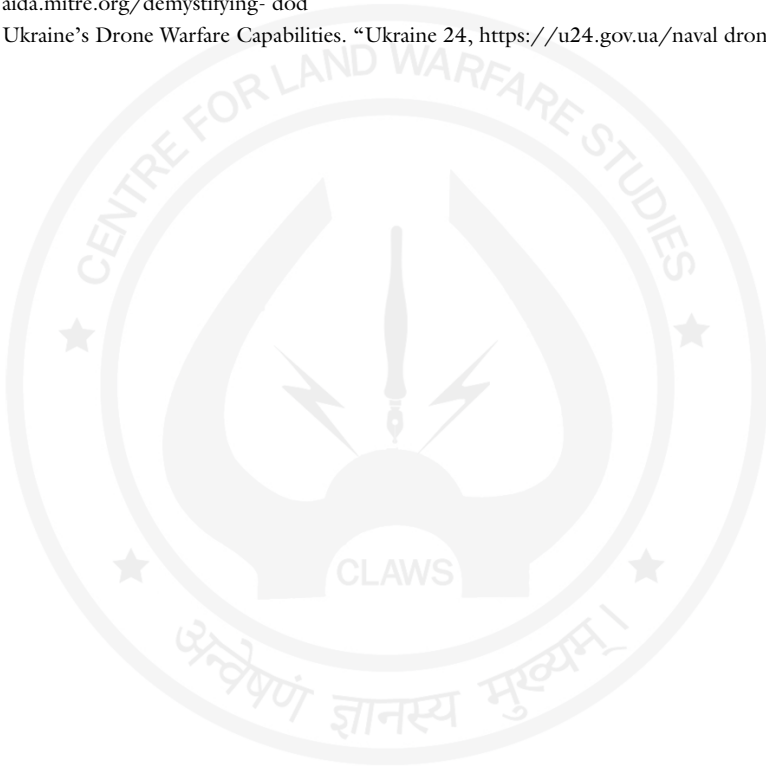 aida.mitre.org/demystifying- dod
Ukraine’s Drone Warfare Capabilities. “Ukraine 24, https://u24.gov.ua/naval dron
CENTRE FOR LAND WARFARE STUDIES
CLAWS
अन्वेषणं ज्ञानस्य मुख्यम्।